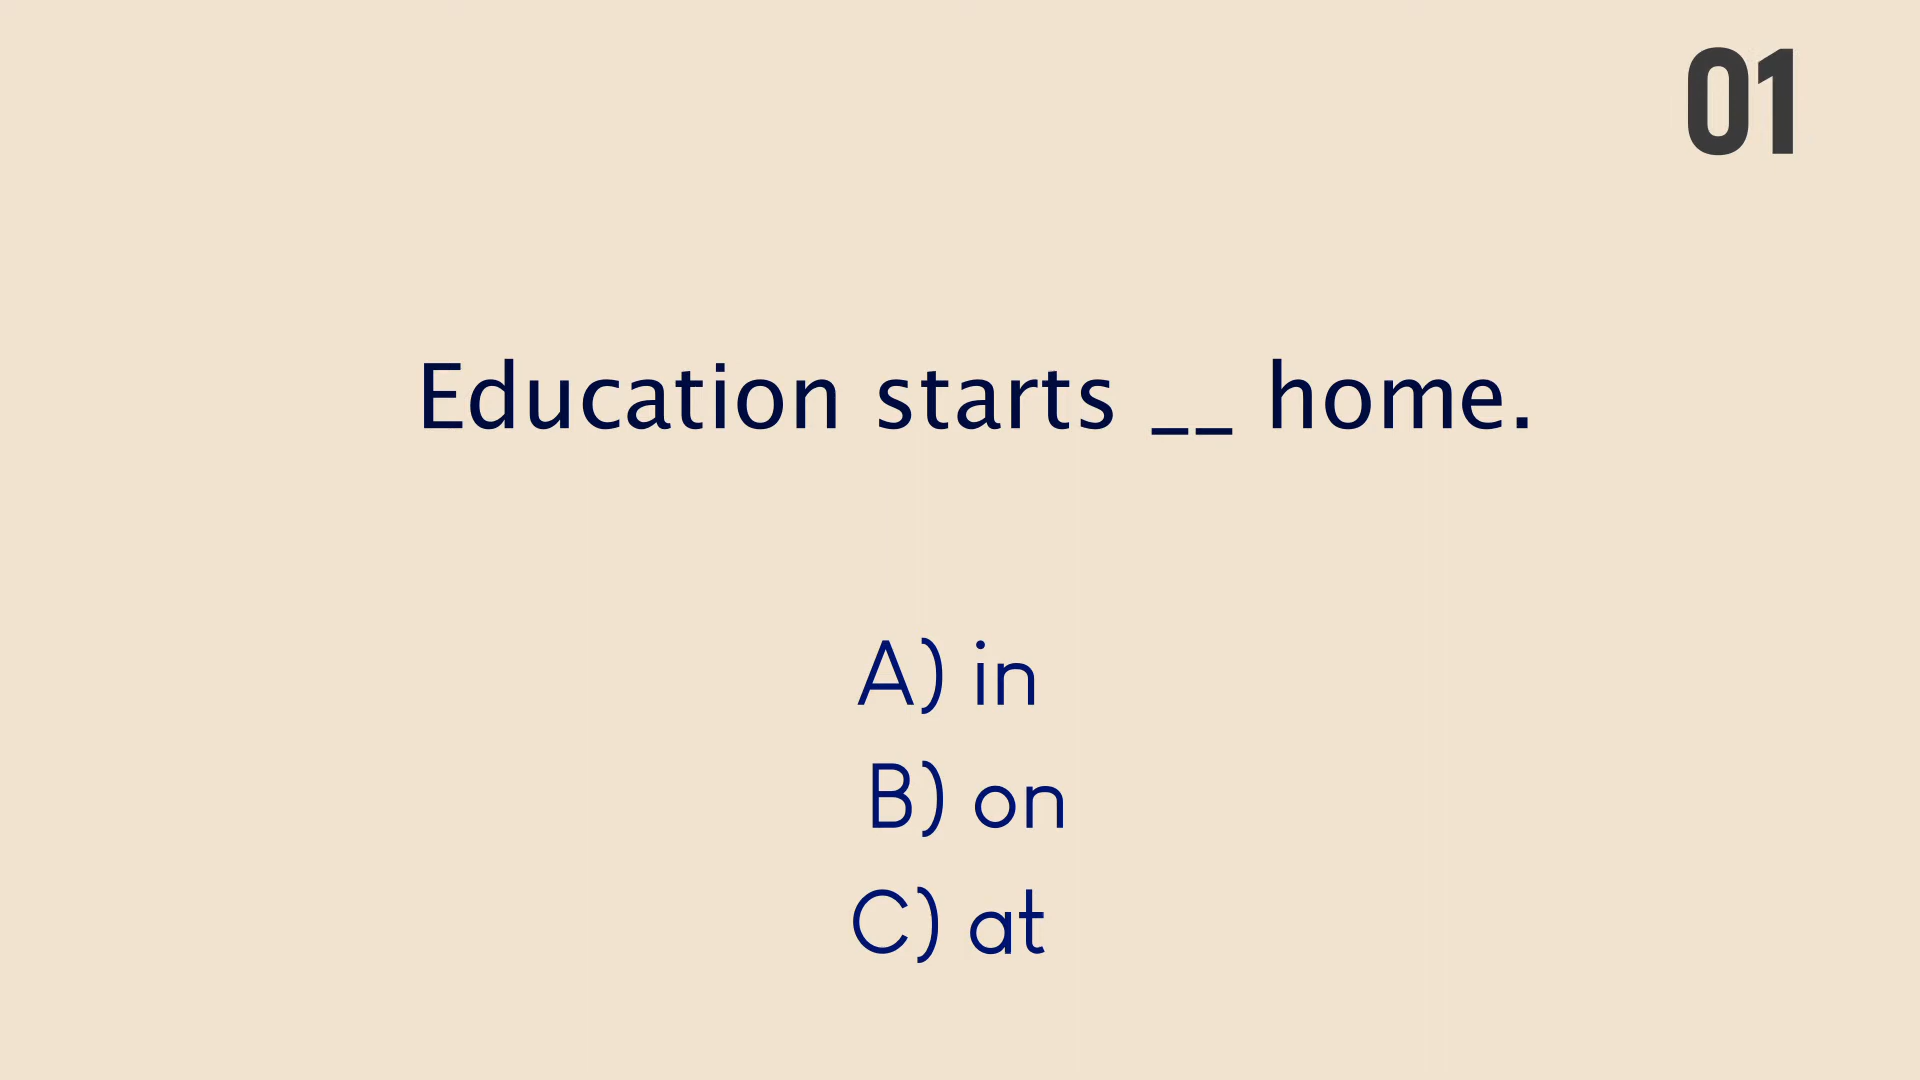 01
Education starts __ home.
A) in
B) on
C) at